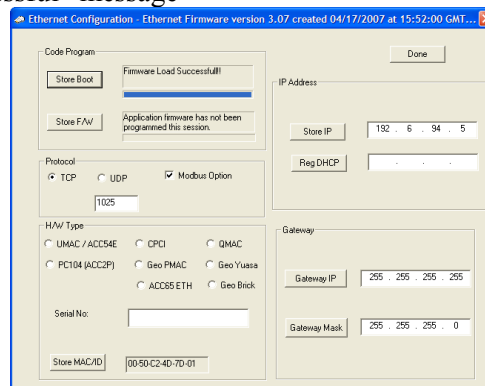 Ethernet Configuration - Ethernet Firmware version 3.07 created 04/17/2007 at 15:52:00 GMT...
Code Program
Store Boot
Firmware Load Successfull!!
Store F/W
Application firmware has not been
programmed this session.
Protocol
TCP
UDP
Modbus Option
1025
H/W Type
UMAC / ACC54E
CPCI
QMAC
PC104 (ACC2P)
Geo PMAC
Geo Yuasa
ACC65 ETH
Geo Brick
Serial No:
Store MAC/ID
00-50-C2-4D-7D-01
Done
IP Address
Store IP
192 . 6 . 94 . 5
Reg DHCP
. . .
Gateway
Gateway IP
255 . 255 . 255 . 255
Gateway Mask
255 . 255 . 255 . 0